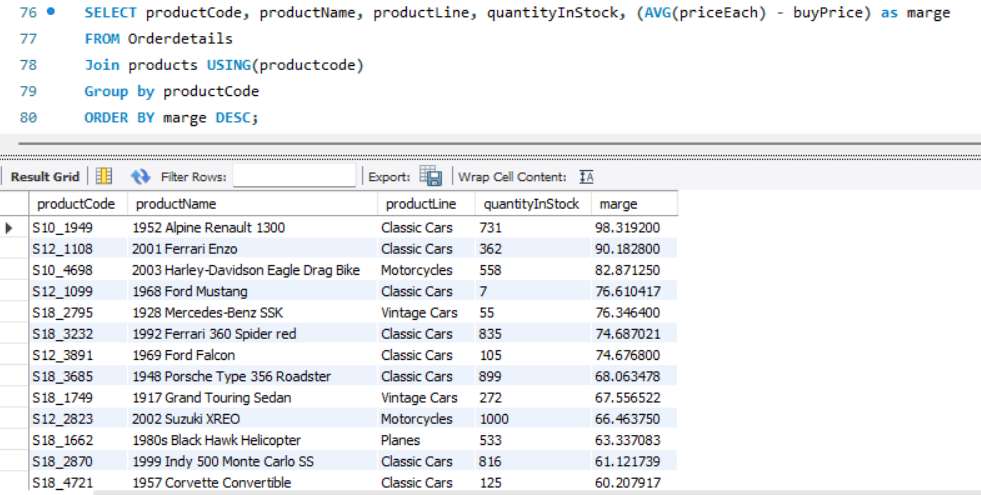 76 SELECT productCode, productName, productLine, quantityInStock, (AVG(priceEach) - buyPrice) as marge
77 FROM Orderdetails
78 Join products USING(productcode)
79 Group by productCode
80 ORDER BY marge DESC;
Result Grid Filter Rows: Export: Wrap Cell Content:
productCode productName productLine quantityInStock marge
S10_1949 1952 Alpine Renault 1300 Classic Cars 731 98.319200
S12_1108 2001 Ferrari Enzo Classic Cars 362 90.182800
S10_4698 2003 Harley-Davidson Eagle Drag Bike Motorcycles 558 82.871250
S12_1099 1968 Ford Mustang Classic Cars 7 76.610417
S18_2795 1928 Mercedes-Benz SSK Vintage Cars 55 76.346400
S18_3232 1992 Ferrari 360 Spider red Classic Cars 835 74.687021
S12_3891 1969 Ford Falcon Classic Cars 105 74.676800
S18_3685 1948 Porsche Type 356 Roadster Classic Cars 899 68.063478
S18_1749 1917 Grand Touring Sedan Vintage Cars 272 67.556522
S12_2823 2002 Suzuki XREO Motorcycles 1000 66.463750
S18_1662 1980s Black Hawk Helicopter Planes 533 63.337083
S18_2870 1999 Indy 500 Monte Carlo SS Classic Cars 816 61.121739
S18_4721 1957 Corvette Convertible Classic Cars 125 60.207917